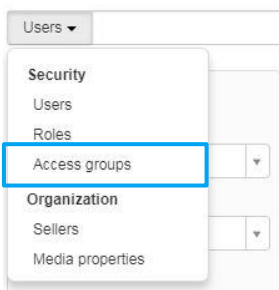 Users
Security
Users
Roles
Access groups
Organization
Sellers
Media properties